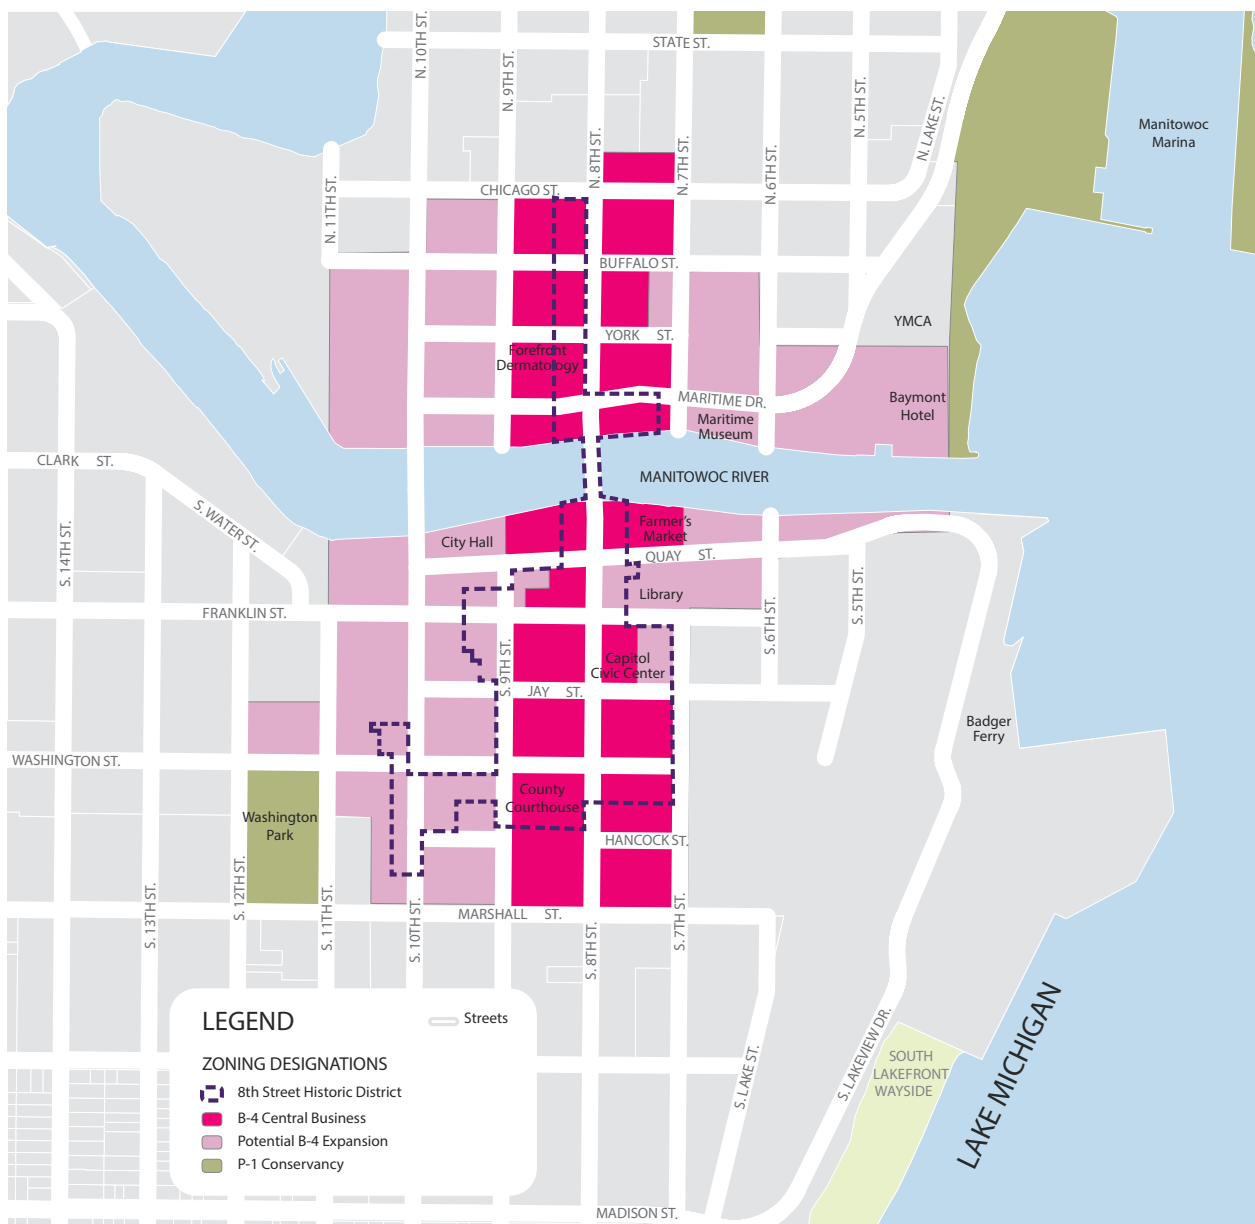 N. 10TH ST.
STATE ST.
N. 9TH ST.
N. 5TH ST.
N. LAKE ST.
Manitowoc
Marina
N. 8TH ST.
N. 7TH ST.
N. 6TH ST.
CHICAGO ST.
N. 11TH ST.
BUFFALO ST.
YMCA
YORK ST.
Forefront
Dermatology
MARITIME DR.
Baymont
Hotel
Maritime
Museum
CLARK ST.
MANITOWOC RIVER
S. WATER ST.
S. 14TH ST.
City Hall
Farmer's
Market
QUAY ST.
Library
S. 5TH ST.
S. 6TH ST.
FRANKLIN ST.
S. 9TH ST.
Capitol
Civic Center
JAY ST.
Badger
Ferry
WASHINGTON ST.
County
Courthouse
Washington
Park
HANCOCK ST.
S. 13TH ST.
S. 12TH ST.
S. 11TH ST.
S. 10TH ST.
MARSHALL ST.
S. 8TH ST.
S. 7TH ST.
LEGEND
Streets
ZONING DESIGNATIONS
8th Street Historic District
B-4 Central Business
Potential B-4 Expansion
P-1 Conservancy
S. LAKE ST.
S. LAKEVIEW DR.
SOUTH
LAKEFRONT
WAYSIDE
LAKE MICHIGAN
MADISON ST.